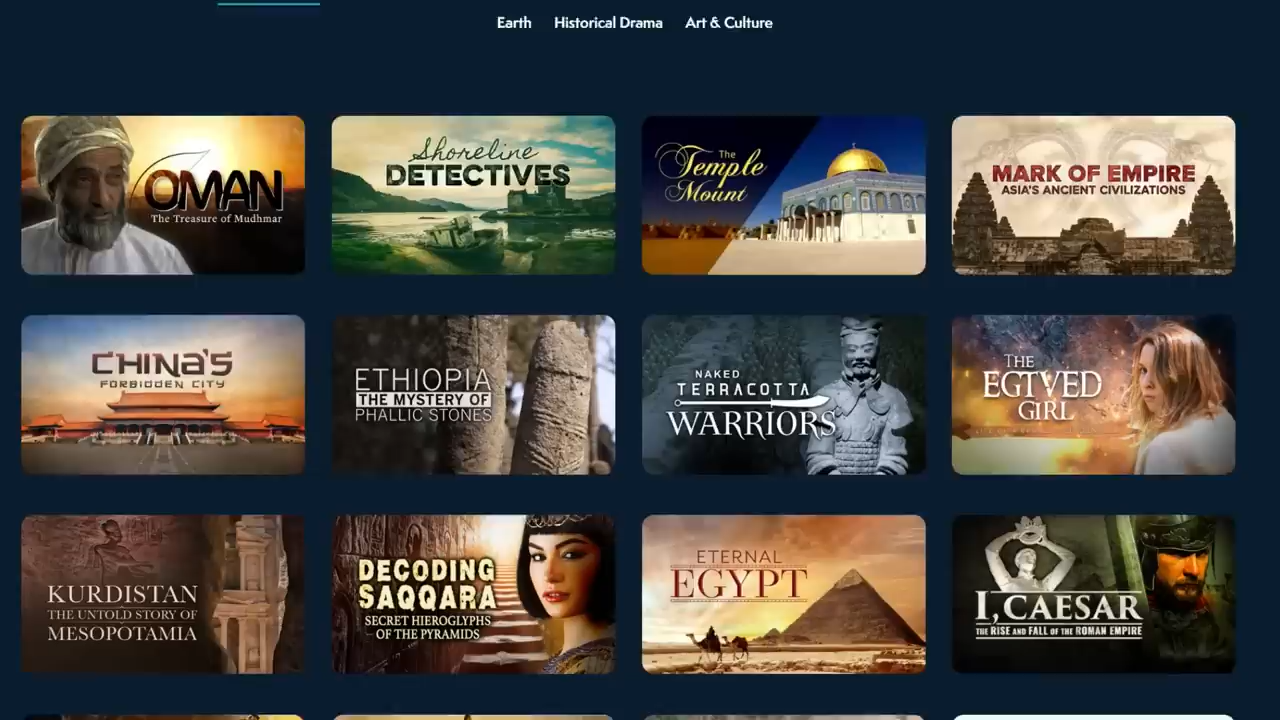 Earth Historical Drama Art & Culture
OMAN
The Treasure of Mudhmar
Shoreline
DETECTIVES
The
Temple
Mount
MARK OF EMPIRE
ASIA'S ANCIENT CIVILIZATIONS
CHINA'S
FORBIDDEN CITY
ETHIOPIA
THE MYSTERY OF
PHALLIC STONES
NAKED
TERRACOTTA
WARRIORS
THE
EGTVED
GIRL
KURDISTAN
THE UNTOLD STORY OF
MESOPOTAMIA
DECODING
SAQQARA
SECRET HIEROGLYPHS
OF THE PYRAMIDS
ETERNAL
EGYPT
I, CAESAR
THE RISE AND FALL OF THE ROMAN EMPIRE